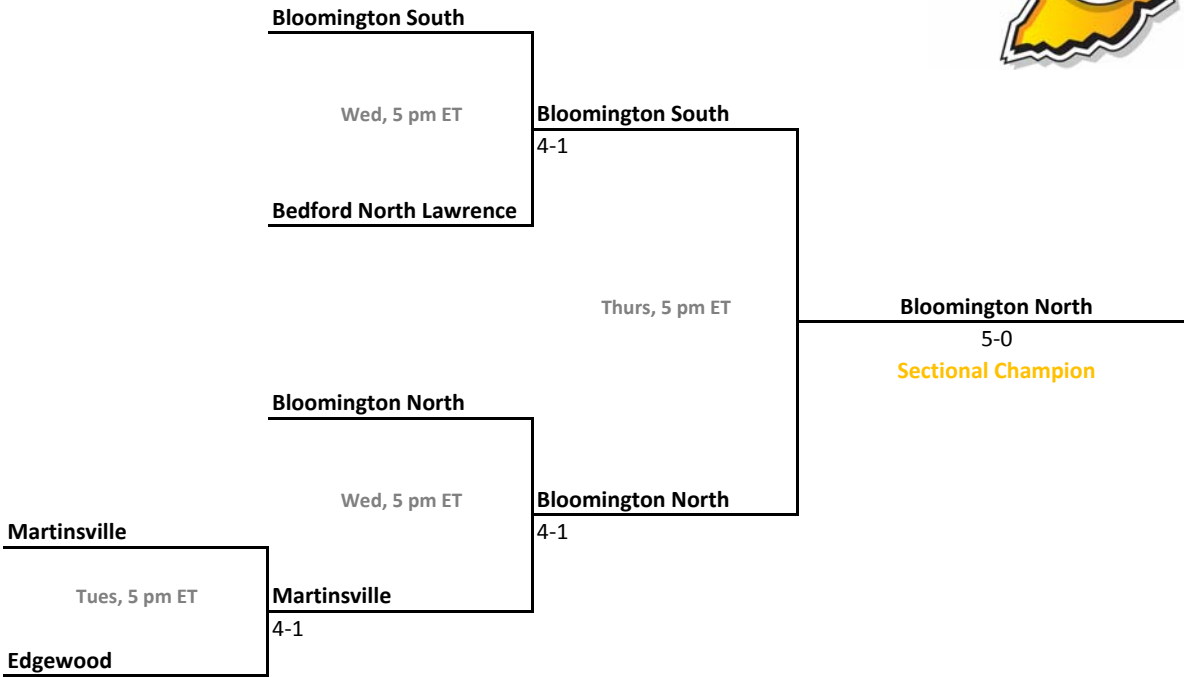 Bloomington South
Wed, 5 pm ET
Bloomington South
4-1
Bedford North Lawrence
Thurs, 5 pm ET
Bloomington North
5-0
Sectional Champion
Bloomington North
Wed, 5 pm ET
Bloomington North
4-1
Martinsville
Tues, 5 pm ET
Martinsville
4-1
Edgewood